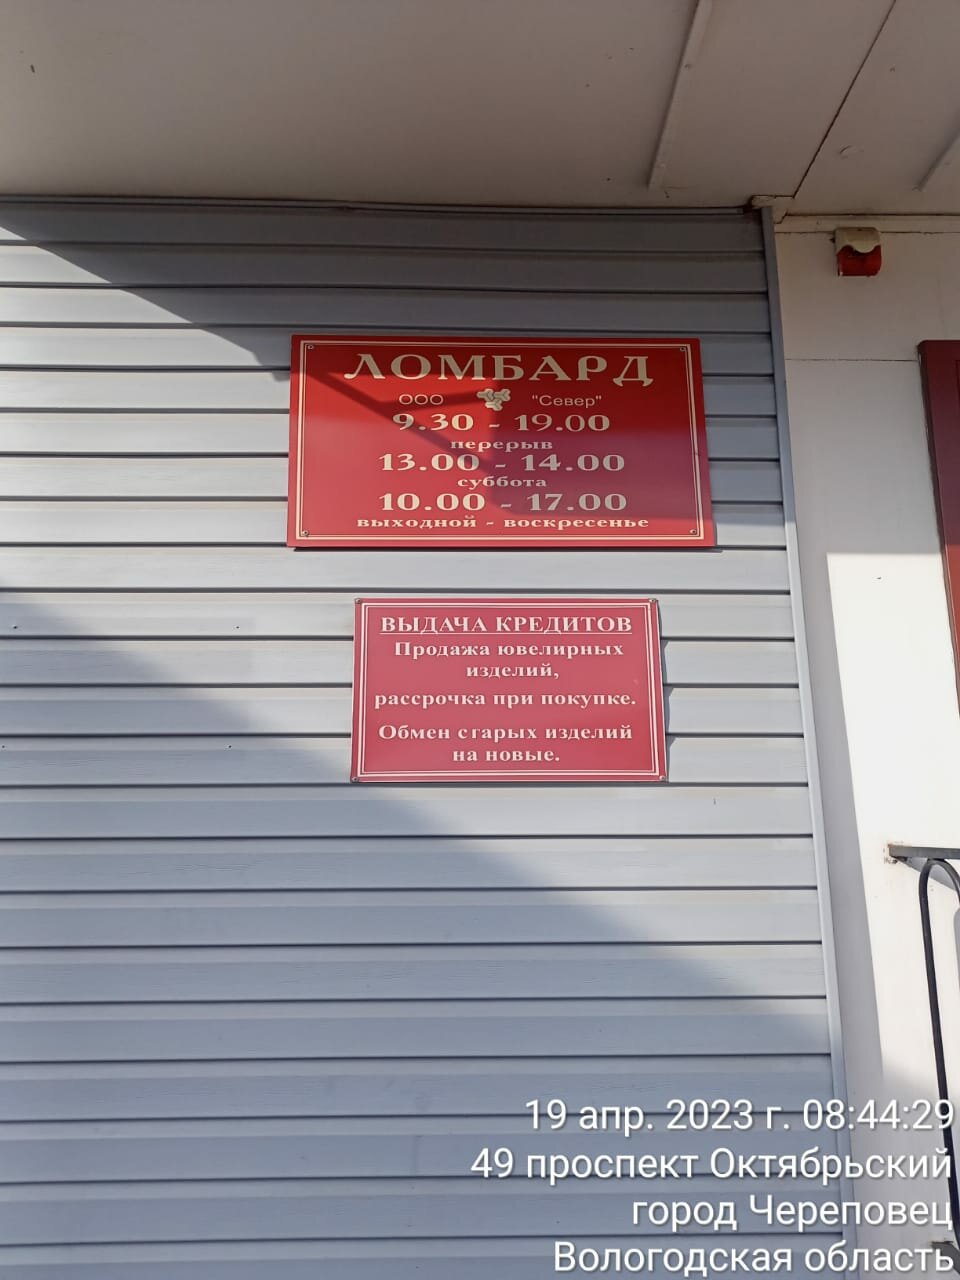 ЛОМБАРД
ООО "Север"
9.30 - 19.00
перерыв
13.00 - 14.00
суббота
10.00 - 17.00
выходной - воскресенье
ВЫДАЧА КРЕДИТОВ
Продажа ювелирных
изделий,
рассрочка при покупке.
Обмен старых изделий
на новые.
19 апр. 2023 г. 08:44:29
49 проспект Октябрьский
город Череповец
Вологодская область